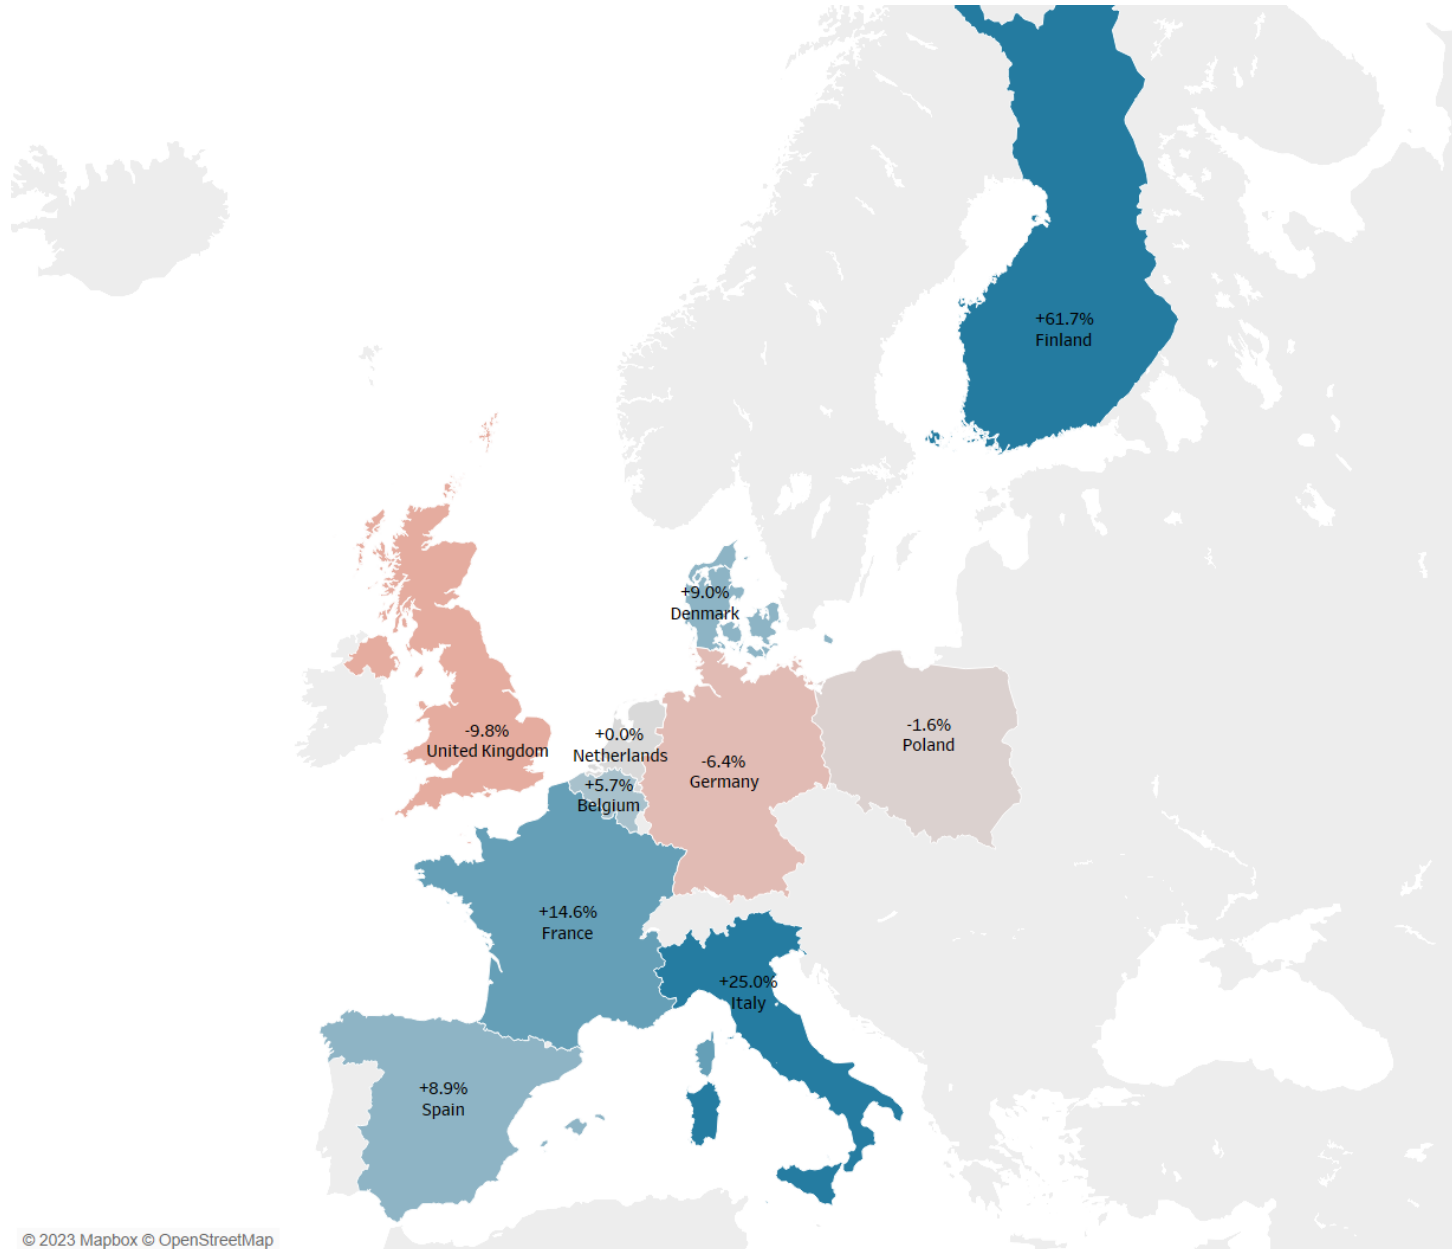 +61.7%
Finland
+9.0%
Denmark
-9.8%
United Kingdom
+0.0%
Netherlands
-1.6%
Poland
-6.4%
Germany
+5.7%
Belgium
+14.6%
France
+25.0%
Italy
+8.9%
Spain
© 2023 Mapbox © OpenStreetMap